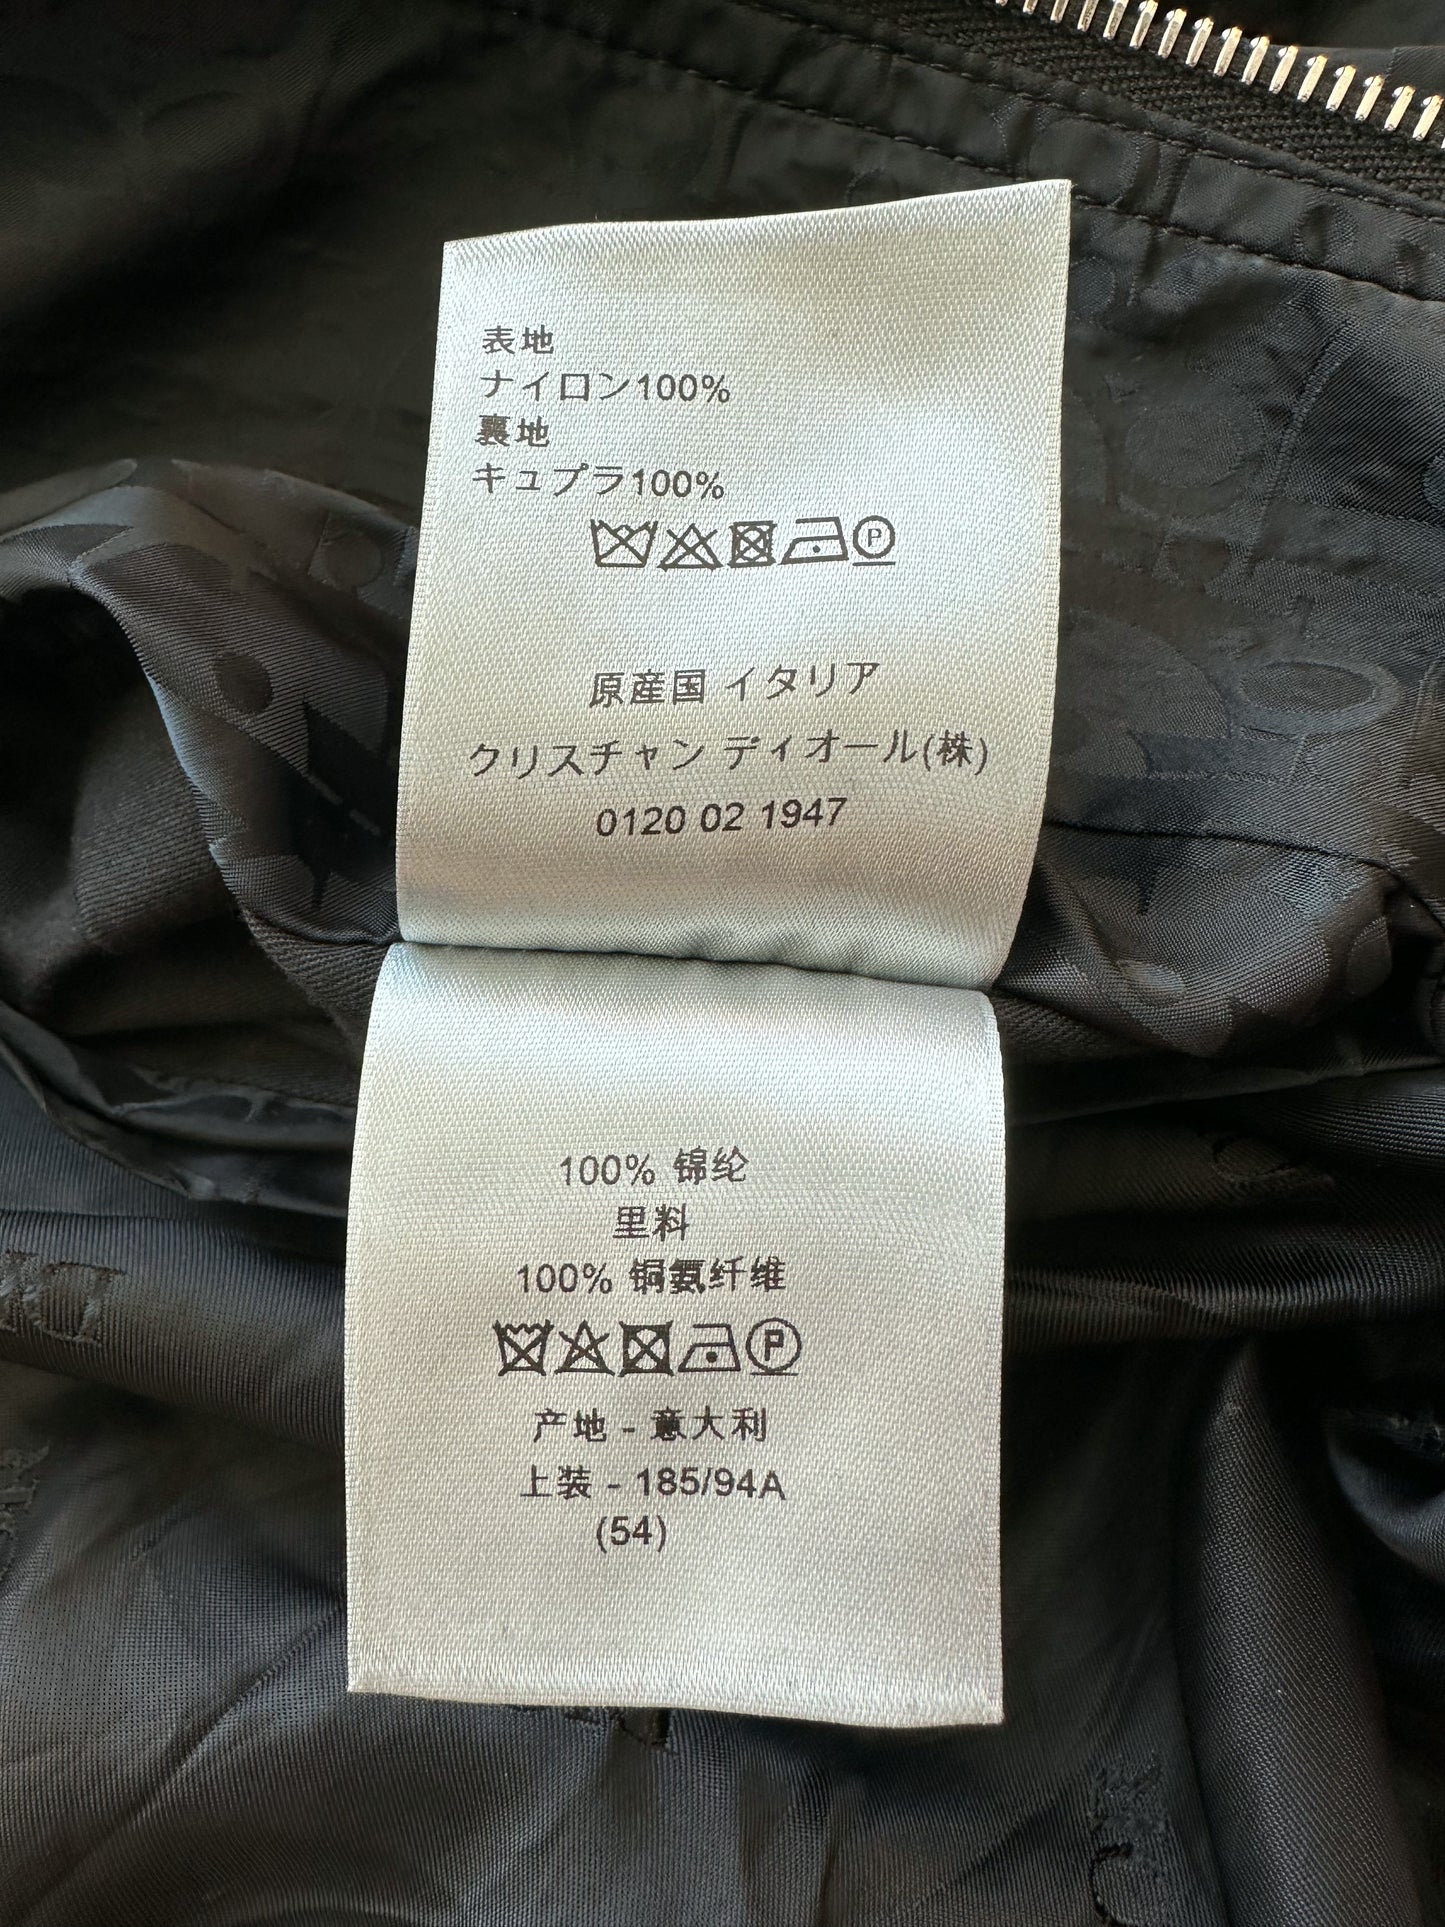 表地
ナイロン100%
裏地
キュプラ100%
P
原産国 イタリア
クリスチャン ディオール(株)
0120 02 1947
100% 锦纶
里料
100% 铜氨纤维
P
产地 - 意大利
上装 - 185/94A
(54)